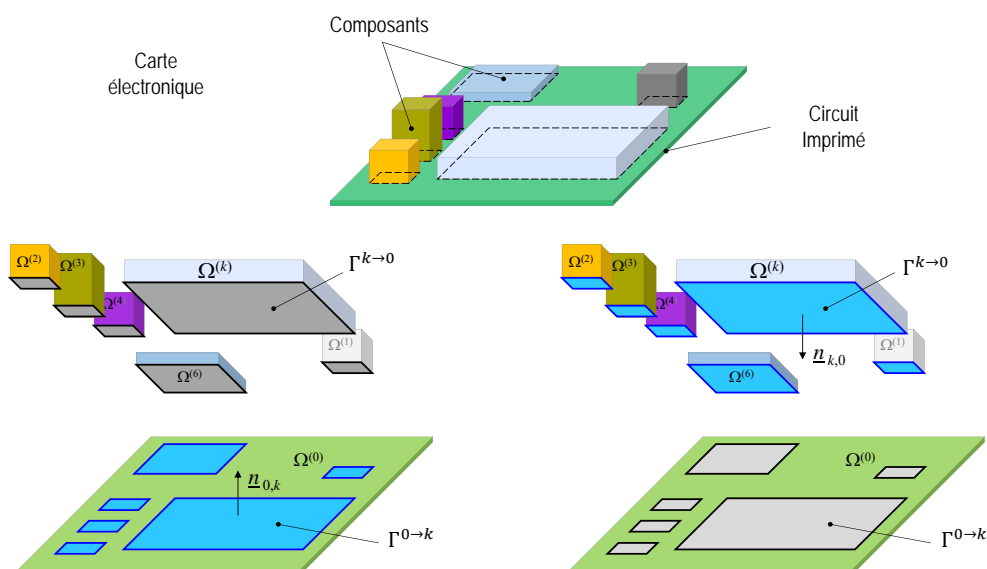 Composants
Carte
électronique
Circuit
Imprimé
Ω(2)
Ω(3)
Ω(k)
Γk→0
Ω(4
Ω(1)
Ω(6)
Ω(2)
Ω(3)
Ω(k)
Γk→0
Ω(4
Ω(1)
n k,0
Ω(6)
Ω(0)
n 0,k
Γ0→k
Ω(0)
Γ0→k